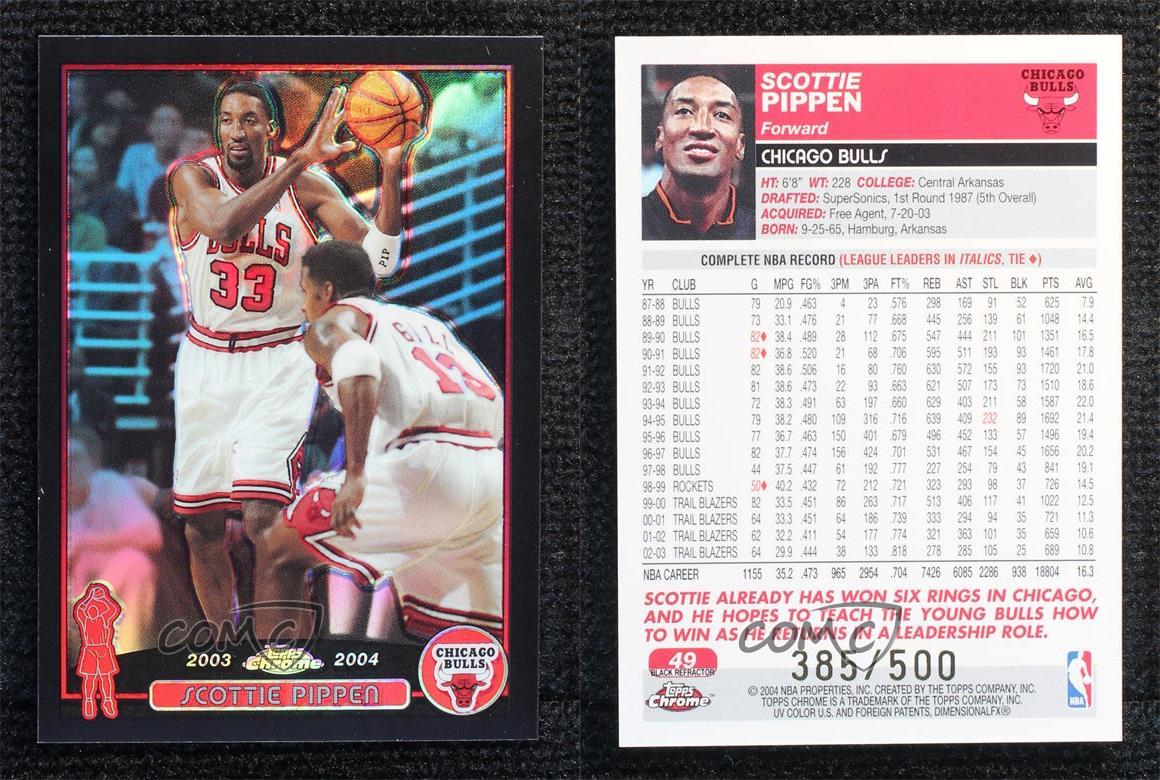 BULLS
33
PIP
GILL
13
2003 Topps Chrome 2004
CHICAGO BULLS
SCOTTIE PIPPEN
COMC
SCOTTIE
PIPPEN
Forward
CHICAGO
BULLS
CHICAGO BULLS
HT: 6'8" WT: 228 COLLEGE: Central Arkansas
DRAFTED: SuperSonics, 1st Round 1987 (5th Overall)
ACQUIRED: Free Agent, 7-20-03
BORN: 9-25-65, Hamburg, Arkansas
COMPLETE NBA RECORD (LEAGUE LEADERS IN ITALICS, TIE ♦)
YR CLUB G MPG FG% 3PM 3PA FT% REB AST STL BLK PTS AVG
87-88 BULLS 79 20.9 .463 4 23 .576 298 169 91 52 625 7.9
88-89 BULLS 73 33.1 .476 21 77 .668 445 256 139 61 1048 14.4
89-90 BULLS 82♦ 38.4 .489 28 112 .675 547 444 211 101 1351 16.5
90-91 BULLS 82♦ 36.8 .520 21 68 .706 595 511 193 93 1461 17.8
91-92 BULLS 82 38.6 .506 16 80 .760 630 572 155 93 1720 21.0
92-93 BULLS 81 38.6 .473 22 93 .663 621 507 173 73 1510 18.6
93-94 BULLS 72 38.3 .491 63 197 .660 629 403 211 58 1587 22.0
94-95 BULLS 79 38.2 .480 109 316 .716 639 409 232 89 1692 21.4
95-96 BULLS 77 36.7 .463 150 401 .679 496 452 133 57 1496 19.4
96-97 BULLS 82 37.7 .474 156 424 .701 531 467 154 45 1656 20.2
97-98 BULLS 44 37.5 .447 61 192 .777 227 254 79 43 841 19.1
98-99 ROCKETS 50♦ 40.2 .432 72 212 .721 323 293 98 37 726 14.5
99-00 TRAIL BLAZERS 82 33.5 .451 86 263 .717 513 406 117 41 1022 12.5
00-01 TRAIL BLAZERS 64 33.3 .451 64 186 .739 333 294 94 35 721 11.3
01-02 TRAIL BLAZERS 62 32.2 .411 54 177 .774 321 363 101 35 659 10.6
02-03 TRAIL BLAZERS 64 29.9 .444 38 133 .818 278 285 105 25 689 10.8
NBA CAREER 1155 35.2 .473 965 2954 .704 7426 6085 2286 938 18804 16.3
SCOTTIE ALREADY HAS WON SIX RINGS IN CHICAGO,
AND HE HOPES TO TEACH THE YOUNG BULLS HOW
TO WIN AS HE RETURNS IN A LEADERSHIP ROLE.
COMC
49
BLACK REFRACTOR
385/500
Topps Chrome™
© 2004 NBA PROPERTIES, INC. CREATED BY THE TOPPS COMPANY, INC.
TOPPS CHROME IS A TRADEMARK OF THE TOPPS COMPANY, INC.
UV COLOR U.S. AND FOREIGN PATENTS, DIMENSIONALFX®
NBA